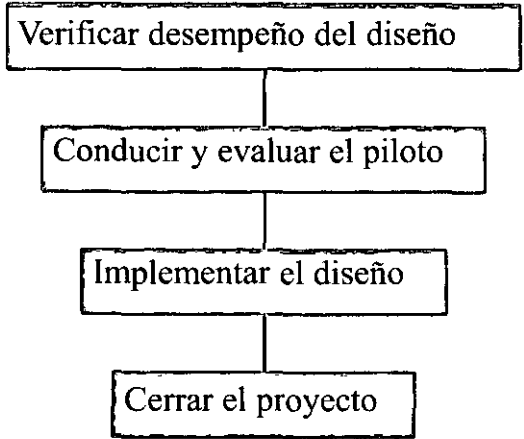 Verificar desempeño del diseño
Conducir y evaluar el piloto
Implementar el diseño
Cerrar el proyecto